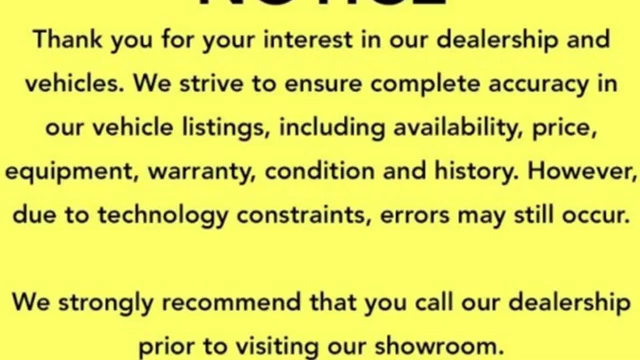 NOTICE
Thank you for your interest in our dealership and
vehicles. We strive to ensure complete accuracy in
our vehicle listings, including availability, price,
equipment, warranty, condition and history. However,
due to technology constraints, errors may still occur.
We strongly recommend that you call our dealership
prior to visiting our showroom.